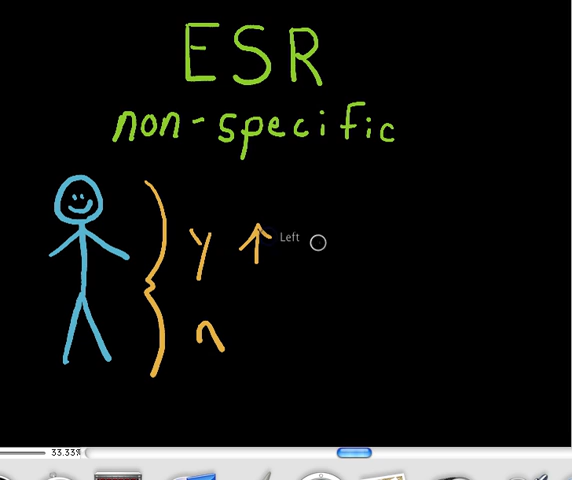 ESR
non-specific
y ↑ Left
n
33.33%